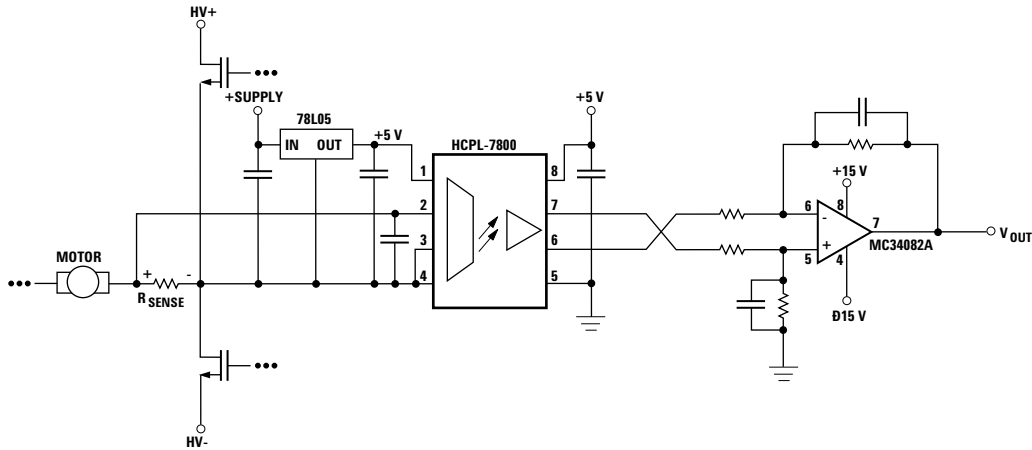 HV+
+SUPPLY
78L05
IN OUT
+5 V
HCPL-7800
+5 V
1
2
3
4
8
7
6
5
MOTOR
+ -
R SENSE
HV-
+15 V
8
6
-
+
5
7
MC34082A
4
Ð15 V
V OUT